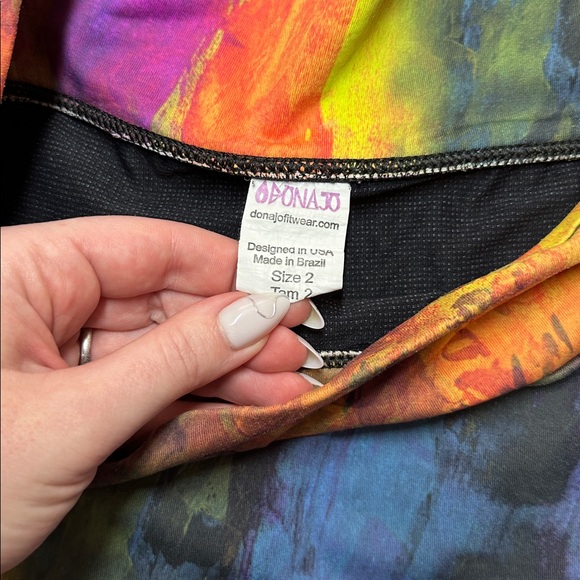 DONAJO
donajofitwear.com
Designed in USA
Made in Brazil
Size 2
Tam 2